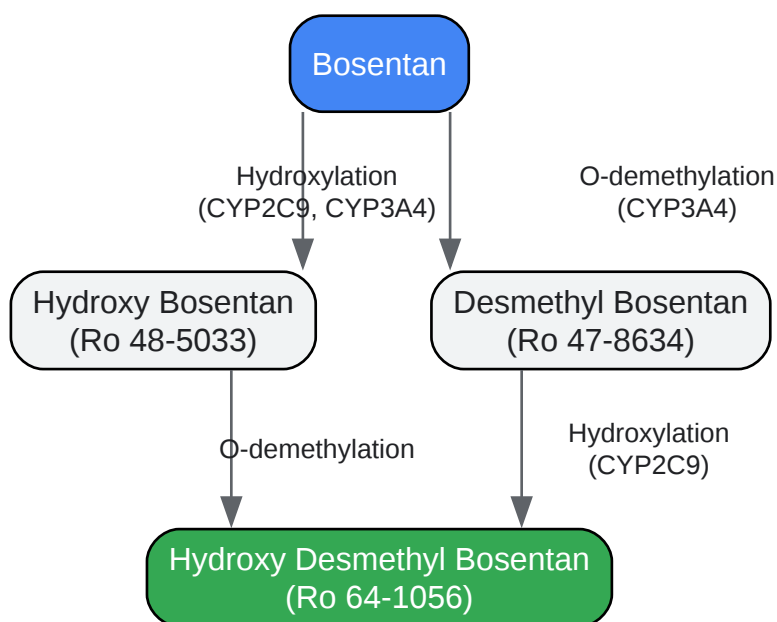 Bosentan
Hydroxylation
(CYP2C9, CYP3A4)
O-demethylation
(CYP3A4)
Hydroxy Bosentan
(Ro 48-5033)
Desmethyl Bosentan
(Ro 47-8634)
O-demethylation
Hydroxylation
(CYP2C9)
Hydroxy Desmethyl Bosentan
(Ro 64-1056)